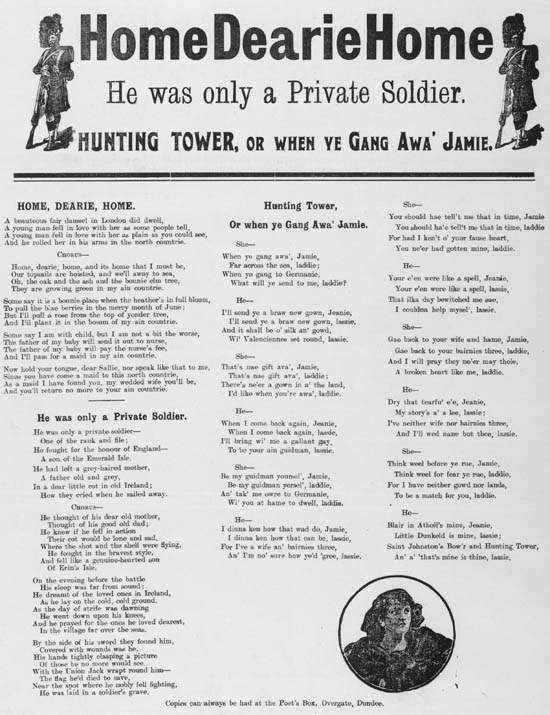 Home Dearie Home
He was only a Private Soldier.
HUNTING TOWER, OR WHEN YE GANG AWA' JAMIE.
HOME, DEARIE, HOME.
A beauteous fair damsel in London did dwell,
A young man fell in love with her as some people tell,
A young man fell in love with her as plain as you could see,
And he rolled her in his arms in the north countrie.
CHORUS—
Home, dearie, home, and its home that I must be,
Our topsails are hoisted, and we'll away to sea,
Oh, the oak and the ash and the bonnie elm tree,
They are growing green in my ain countrie.
Some say it is a bonnie place when the heather's in full bloom,
To pull the blae berries in the merry month of June;
But I'll pull a rose from the top of yonder tree,
And I'll plant it in the bosom of my ain countrie.
Some say I am with child, but I am not a bit the worse,
The father of my baby will send it out to nurse,
The father of my baby will pay the nurse's fee,
And I'll pass for a maid in my ain countrie.
Now hold your tongue, dear Sallie, nor speak like that to me,
Since you have come a maid to this north country,
As a maid I have found you, my wedded wife you'll be,
And you'll return no more to your ain countrie.
He was only a Private Soldier.
He was only a private soldier—
One of the rank and file;
He fought for the honour of England—
A son of the Emerald Isle.
He had left a grey-haired mother,
A father old and grey,
In a dear little cot in old Ireland;
How they cried when he sailed away.
CHORUS—
He thought of his dear old mother,
Thought of his good old dad;
He knew if he fell in action
Their cot would be lone and sad,
Where the shot and the shell were flying,
He fought in the bravest style,
And fell like a genuine-hearted son
Of Erin's Isle.
On the evening before the battle
His sleep was far from sound;
He dreamt of the loved ones in Ireland,
As he lay on the cold, cold ground.
As the day of strife was dawning
He went down upon his knees,
And he prayed for the ones he loved dearest,
In the village far over the seas.
By the side of his sword they found him,
Covered with wounds was he,
His hands tightly clasping a picture
Of those he no more would see.
With the Union Jack wrapt round him—
The flag he'd died to save,
Near the spot where he nobly fell fighting,
He was laid in a soldier's grave.
Hunting Tower,
Or when ye Gang Awa' Jamie.
She—
When ye gang awa', Jamie,
Far across the sea, laddie;
When ye gang to Germanie,
What will ye send to me, laddie?
He—
I'll send ye a braw new gown, Jeanie,
I'll send ye a braw new gown, lassie,
And it shall be o' silk an' gowd,
Wi' Valenciennes set round, lassie.
She—
That's nae gift ava', Jamie,
That's nae gift ava', laddie;
There's ne'er a gown in a' the land,
I'd like when you're awa', laddie.
He—
When I come back again, Jeanie,
When I come back again, lassie,
I'll bring wi' me a gallant gay,
To be your ain guidman, lassie.
She—
Be my guidman yoursel', Jamie,
Be my guidman yersel', laddie,
An' tak' me owre to Germanie,
Wi' you at hame to dwell, laddie.
He—
I dinna ken how that wad do, Jamie,
I dinna ken how that can be, lassie,
For I've a wife an' bairnies three,
An' I'm no' sure how ye'd 'gree, lassie.
She—
You should hae tell't me that in time, Jamie
You should ha'e tell't me that in time, laddie
For had I ken't o' your fause heart,
You ne'er had gotten mine, laddie.
He—
Your e'en were like a spell, Jeanie,
Your e'en were like a spell, lassie,
That ilka day bewitched me sae,
I couldna help mysel', lassie.
She—
Gae back to your wife and hame, Jamie,
Gae back to your bairnies three, laddie,
And I will pray they ne'er may thole,
A broken heart like me, laddie.
He—
Dry that tearfu' e'e, Jeanie,
My story's a' a lee, lassie;
I've neither wife nor bairnies three,
And I'll wed nane but thee, lassie.
She—
Think weel before ye rue, Jamie,
Think weel for fear ye rue, laddie,
For I have neither gowd nor lands,
To be a match for you, laddie.
He—
Blair in Atholl's mine, Jeanie,
Little Dunkeld is mine, lassie;
Saint Johnston's Bow'r and Hunting Tower,
An' a' 'that's mine is thine, lassie,
Copies can always be had at the Poet's Box, Overgate, Dundee.